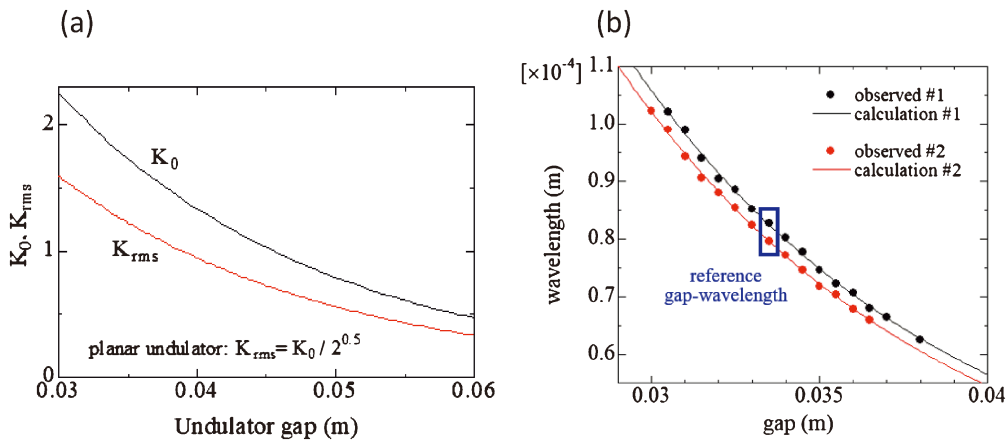 (a)
2
1
0
K₀, Kᵣₘₛ
K₀
Kᵣₘₛ
planar undulator: Kᵣₘₛ= K₀ / 2⁰·⁵
0.03 0.04 0.05 0.06
Undulator gap (m)
(b)
[×10⁻⁴]
1.1
1.0
0.9
0.8
0.7
0.6
wavelength (m)
observed #1
calculation #1
observed #2
calculation #2
reference
gap-wavelength
0.03 0.035 0.04
gap (m)